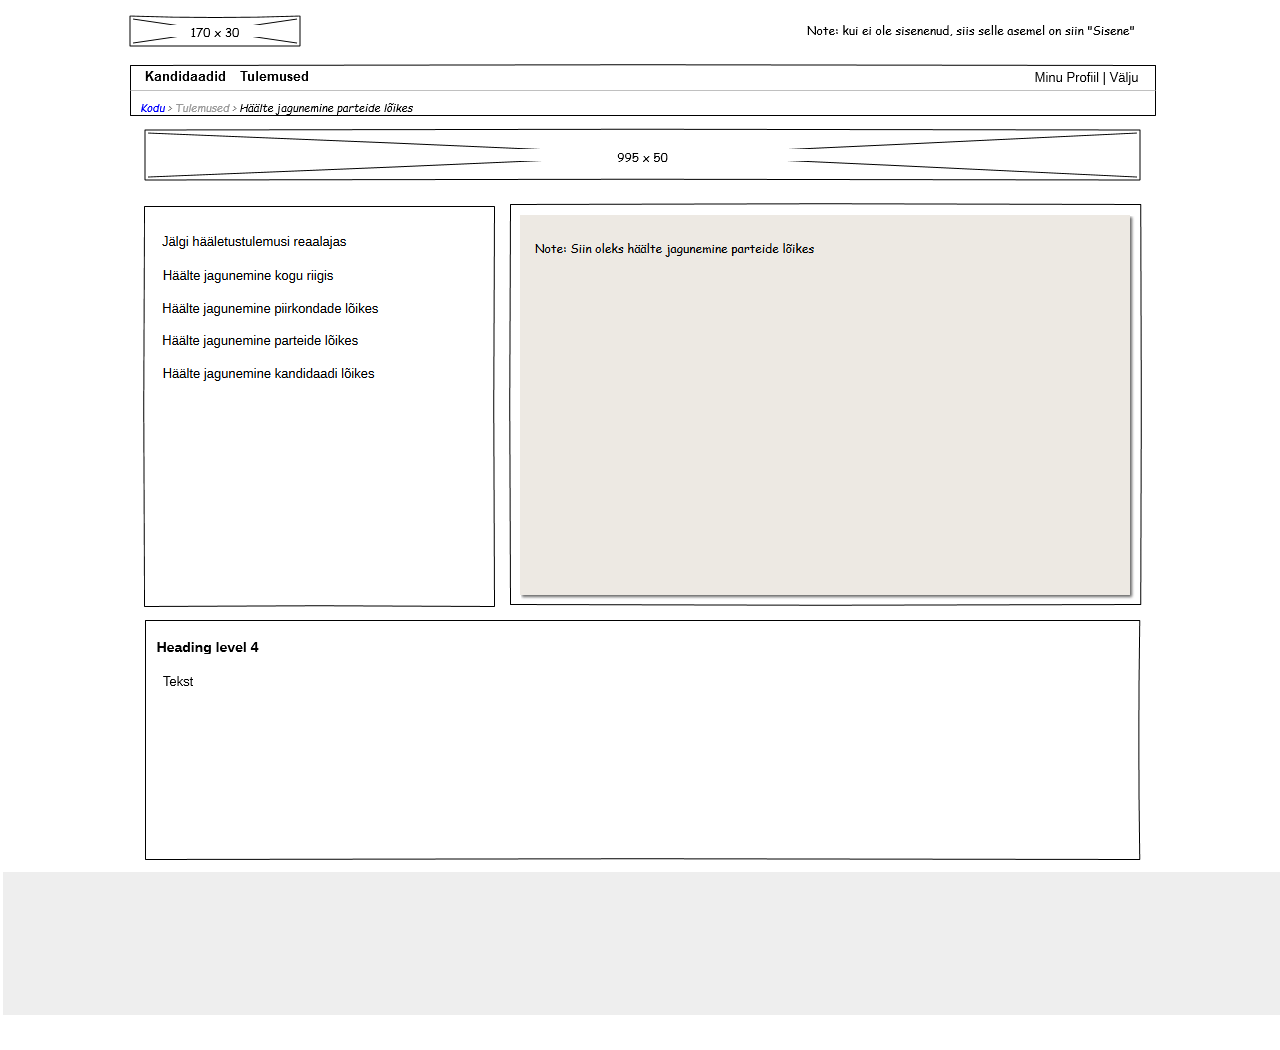 170 x 30
Note: kui ei ole sisenenud, siis selle asemel on siin "Sisene"
Kandidaadid Tulemused
Minu Profiil | Välju
Kodu > Tulemused > Häälte jagunemine parteide lõikes
995 x 50
Jälgi hääletustulemusi reaalajas
Häälte jagunemine kogu riigis
Häälte jagunemine piirkondade lõikes
Häälte jagunemine parteide lõikes
Häälte jagunemine kandidaadi lõikes
Note: Siin oleks häälte jagunemine parteide lõikes
Heading level 4
Tekst